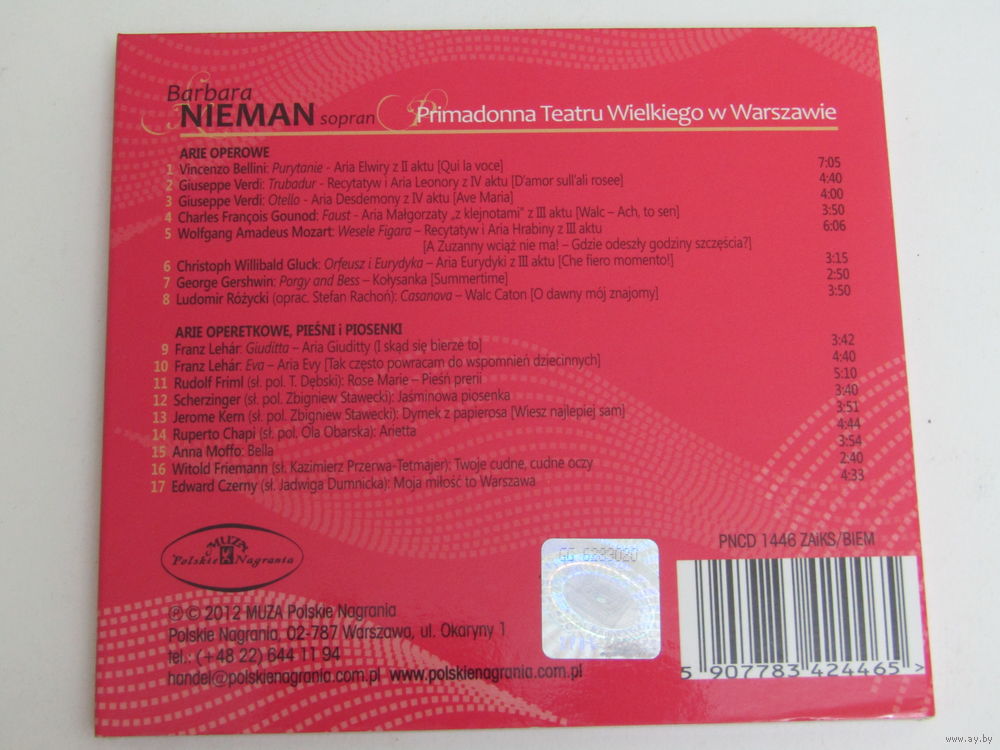 Barbara
NIEMAN sopran Primadonna Teatru Wielkiego w Warszawie
ARIE OPEROWE
1 Vincenzo Bellini: Purytanie - Aria Elwiry z II aktu [Qui la voce] 7:05
2 Giuseppe Verdi: Trubadur - Recytatyw i Aria Leonory z IV aktu [D'amor sull'ali rosee] 4:40
3 Giuseppe Verdi: Otello - Aria Desdemony z IV aktu [Ave Maria] 4:00
4 Charles François Gounod: Faust - Aria Małgorzaty „z klejnotami" z III aktu [Walc – Ach, to sen] 3:50
5 Wolfgang Amadeus Mozart: Wesele Figara – Recytatyw i Aria Hrabiny z III aktu 6:06
[A Zuzanny wciąż nie ma! – Gdzie odeszły godziny szczęścia?]
6 Christoph Willibald Gluck: Orfeusz i Eurydyka – Aria Eurydyki z III aktu [Che fiero momento!] 3:15
7 George Gershwin: Porgy and Bess – Kołysanka [Summertime] 2:50
8 Ludomir Różycki (oprac. Stefan Rachoń): Casanova – Walc Caton [O dawny mój znajomy] 3:50
ARIE OPERETKOWE, PIEŚNI i PIOSENKI
9 Franz Lehár: Giuditta – Aria Giuditty (I skąd się bierze to] 3:42
10 Franz Lehár: Eva – Aria Evy [Tak często powracam do wspomnień dziecinnych] 4:40
11 Rudolf Friml (sł. pol. T. Dębski): Rose Marie – Pieśń prerii 5:10
12 Scherzinger (sł. pol. Zbigniew Stawecki): Jaśminowa piosenka 3:40
13 Jerome Kern (sł. pol. Zbigniew Stawecki): Dymek z papierosa [Wiesz najlepiej sam] 3:51
14 Ruperto Chapi (sł. pol. Ola Obarska): Arietta 4:44
15 Anna Moffo: Bella 3:54
16 Witold Friemann (sł. Kazimierz Przerwa-Tetmajer): Twoje cudne, cudne oczy 2:40
17 Edward Czerny (sł. Jadwiga Dumnicka): Moja miłość to Warszawa 4:33
MUZA
Polskie Nagrania
GG 6283020
PNCD 1446 ZAiKS/BIEM
℗ © 2012 MUZA Polskie Nagrania
Polskie Nagrania, 02-787 Warszawa, ul. Okaryny 1
tel.: (+48 22) 644 11 94
handel@polskienagrania.com.pl www.polskienagrania.com.pl
5 907783 424465 >
www.ay.by